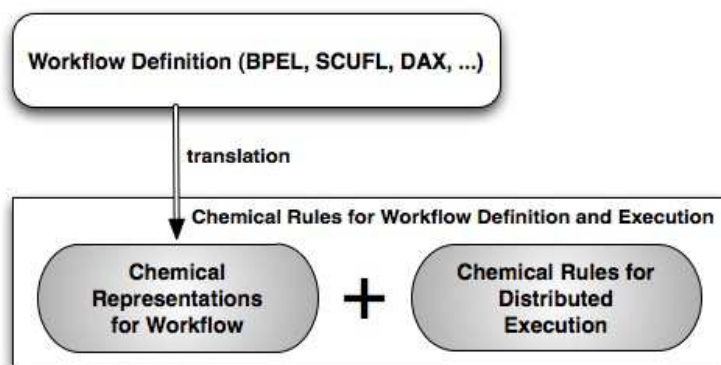 Workflow Definition (BPEL, SCUFL, DAX, ...)
translation
Chemical Rules for Workflow Definition and Execution
Chemical
Representations
for Workflow
+
Chemical Rules for
Distributed
Execution